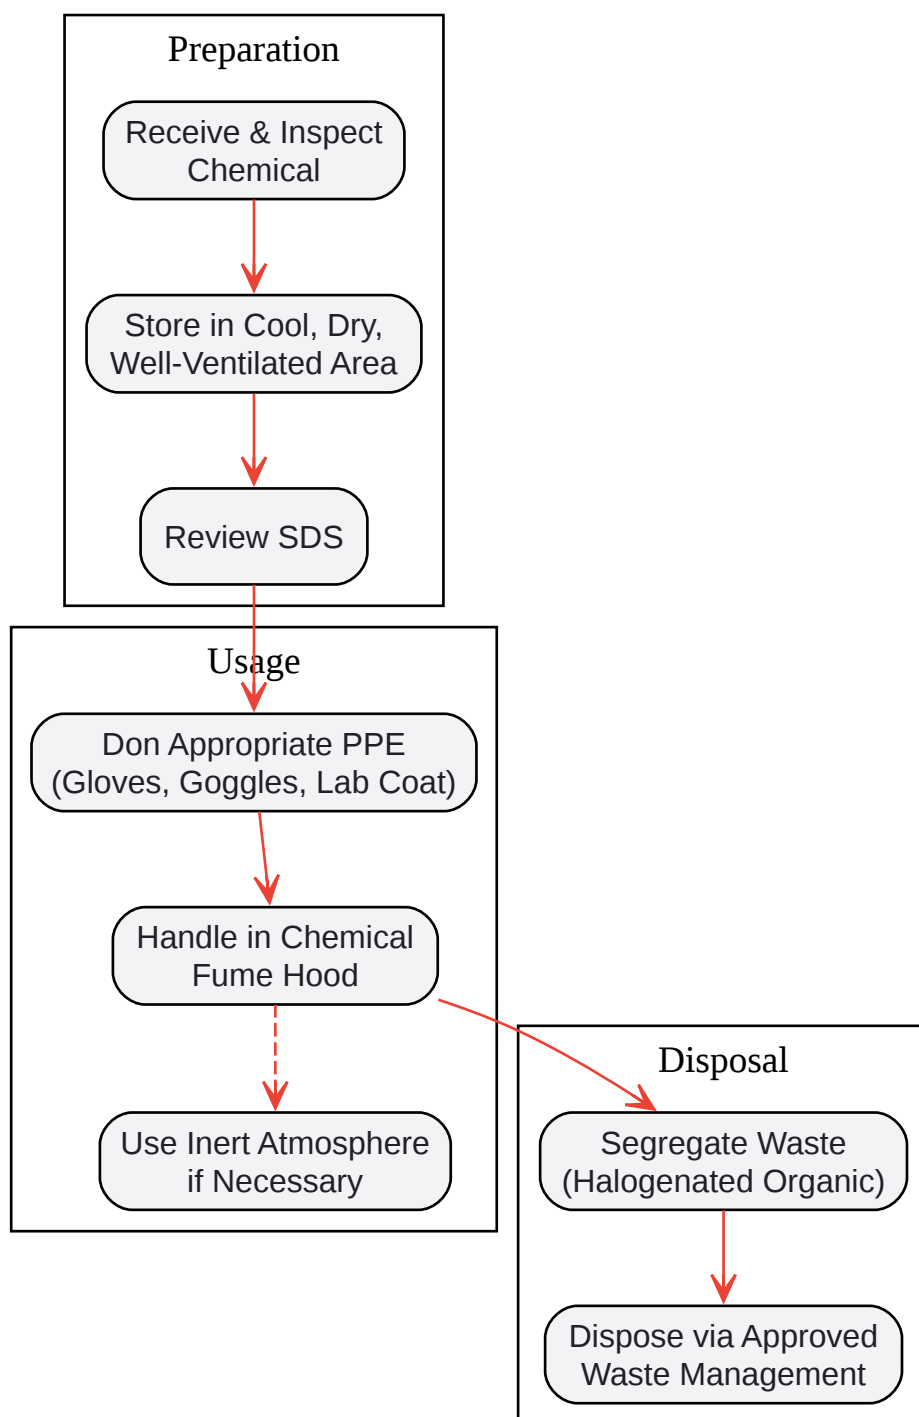 Preparation
Receive & Inspect
Chemical
Store in Cool, Dry,
Well-Ventilated Area
Review SDS
Usage
Don Appropriate PPE
(Gloves, Goggles, Lab Coat)
Handle in Chemical
Fume Hood
Use Inert Atmosphere
if Necessary
Disposal
Segregate Waste
(Halogenated Organic)
Dispose via Approved
Waste Management